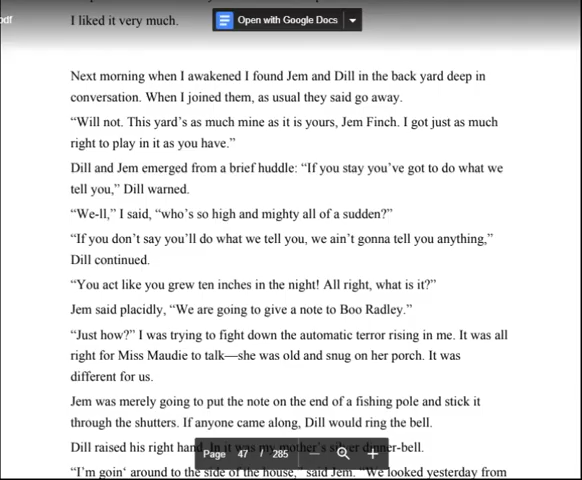 pdf
I liked it very much.
Open with Google Docs
Next morning when I awakened I found Jem and Dill in the back yard deep in
conversation. When I joined them, as usual they said go away.
“Will not. This yard’s as much mine as it is yours, Jem Finch. I got just as much
right to play in it as you have.”
Dill and Jem emerged from a brief huddle: “If you stay you’ve got to do what we
tell you,” Dill warned.
“We-ll,” I said, “who’s so high and mighty all of a sudden?”
“If you don’t say you’ll do what we tell you, we ain’t gonna tell you anything,”
Dill continued.
“You act like you grew ten inches in the night! All right, what is it?”
Jem said placidly, “We are going to give a note to Boo Radley.”
“Just how?” I was trying to fight down the automatic terror rising in me. It was all
right for Miss Maudie to talk—she was old and snug on her porch. It was
different for us.
Jem was merely going to put the note on the end of a fishing pole and stick it
through the shutters. If anyone came along, Dill would ring the bell.
Dill raised his right hand. In it was my mother’s silver dinner-bell.
Page 47 / 285
“I’m goin‘ around to the side of the house,” said Jem. “We looked yesterday from